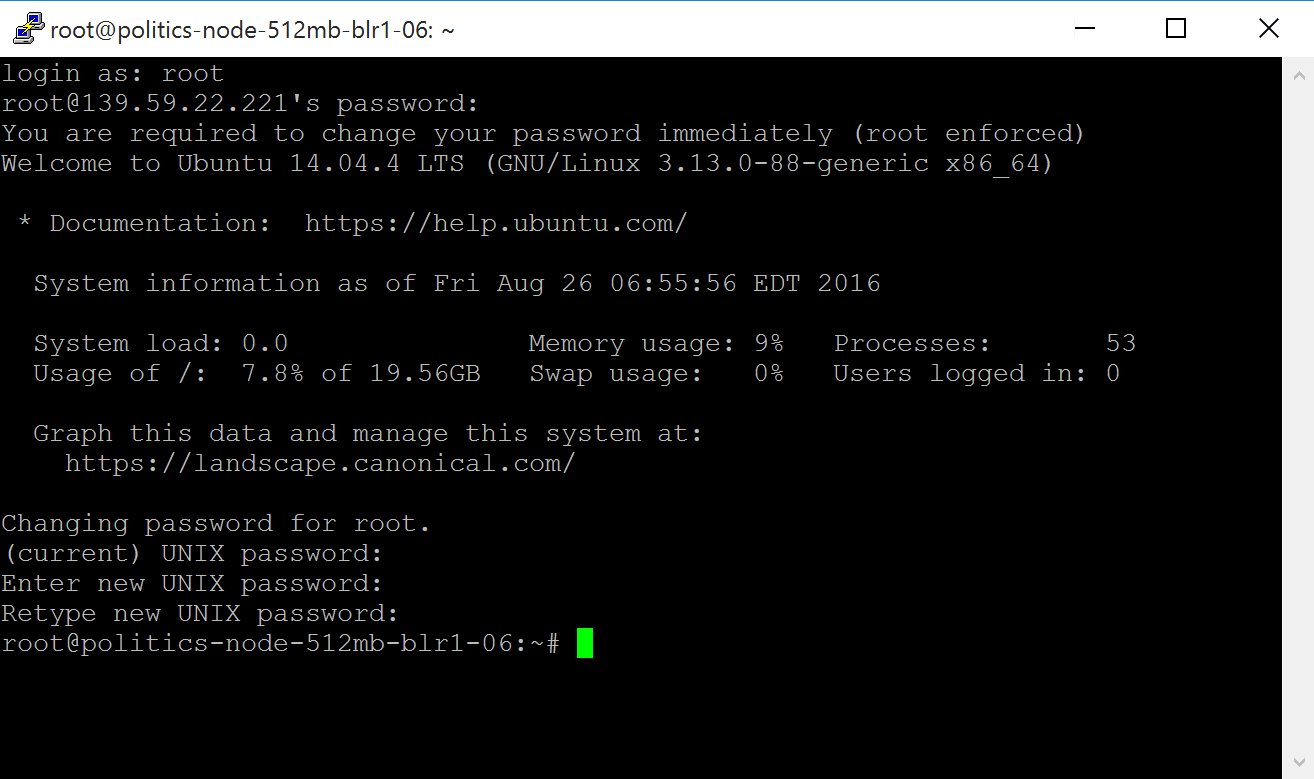 root@politics-node-512mb-blr1-06: ~
login as: root
root@139.59.22.221's password:
You are required to change your password immediately (root enforced)
Welcome to Ubuntu 14.04.4 LTS (GNU/Linux 3.13.0-88-generic x86_64)
* Documentation:  https://help.ubuntu.com/
System information as of Fri Aug 26 06:55:56 EDT 2016
System load: 0.0               Memory usage: 9%   Processes:       53
Usage of /:  7.8% of 19.56GB   Swap usage:   0%   Users logged in: 0
Graph this data and manage this system at:
https://landscape.canonical.com/
Changing password for root.
(current) UNIX password:
Enter new UNIX password:
Retype new UNIX password:
root@politics-node-512mb-blr1-06:~#